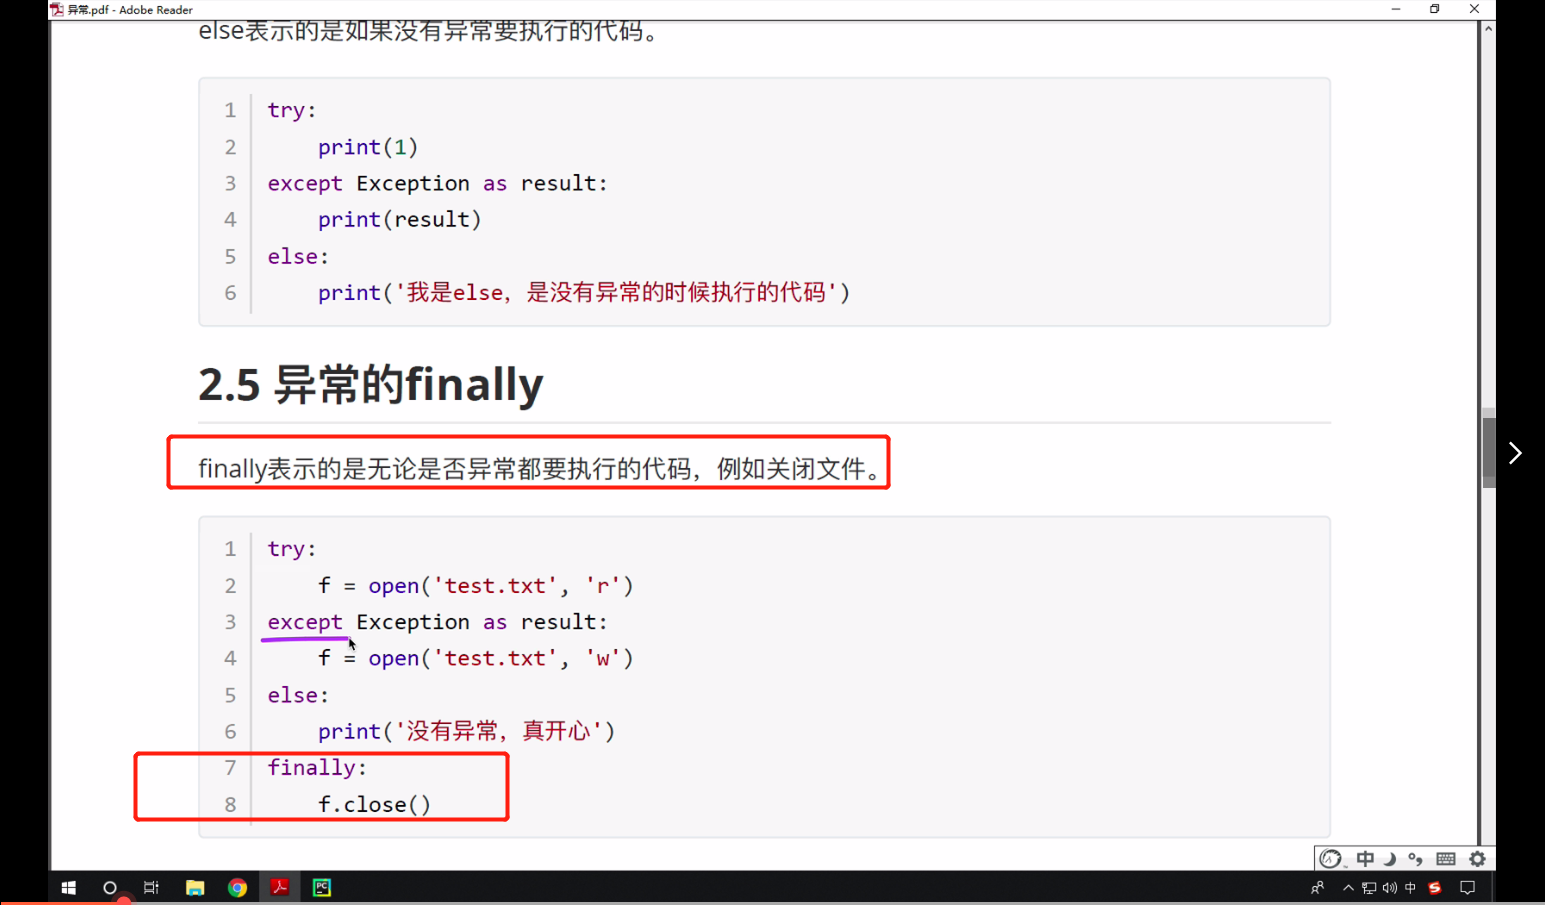 异常.pdf - Adobe Reader
else表示的是如果没有异常要执行的代码。
1 try:
2     print(1)
3 except Exception as result:
4     print(result)
5 else:
6     print('我是else，是没有异常的时候执行的代码')
2.5 异常的finally
finally表示的是无论是否异常都要执行的代码，例如关闭文件。
1 try:
2     f = open('test.txt', 'r')
3 except Exception as result:
4     f = open('test.txt', 'w')
5 else:
6     print('没有异常，真开心')
7 finally:
8     f.close()
中
PC
中